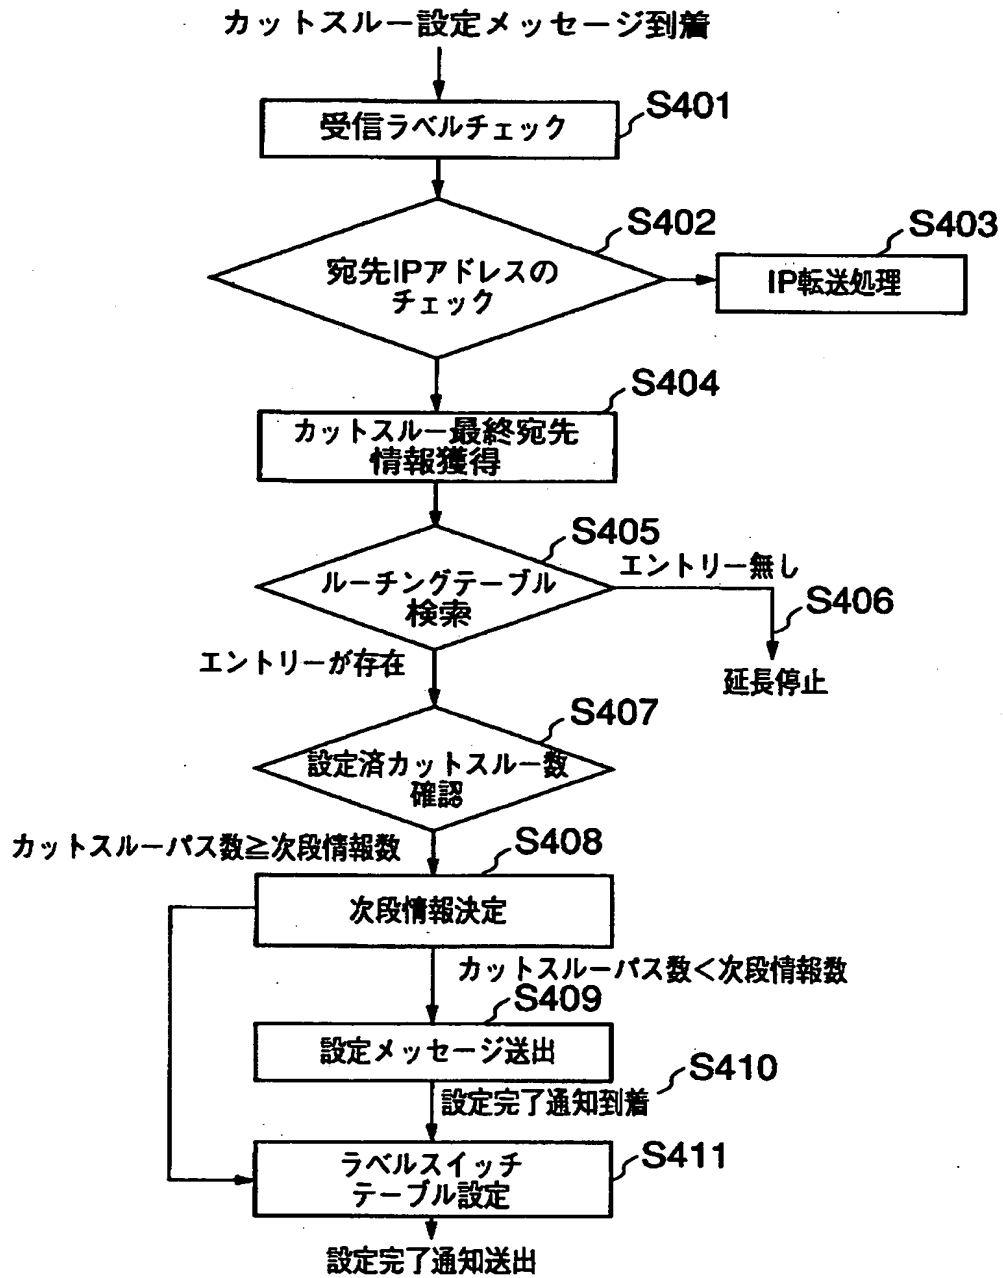 カットスルー設定メッセージ到着
S401
受信ラベルチェック
S402
宛先IPアドレスの
チェック
S403
IP転送処理
S404
カットスルー最終宛先
情報獲得
S405
ルーチングテーブル
検索
エントリー無し
S406
延長停止
エントリーが存在
S407
設定済カットスルー数
確認
カットスルーパス数≧次段情報数
S408
次段情報決定
カットスルーパス数<次段情報数
S409
設定メッセージ送出
S410
設定完了通知到着
S411
ラベルスイッチ
テーブル設定
設定完了通知送出